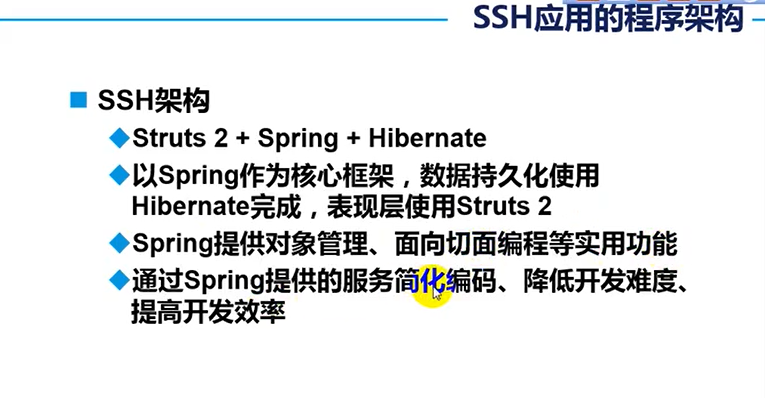 SSH应用的程序架构
SSH架构
Struts 2 + Spring + Hibernate
以Spring作为核心框架，数据持久化使用
Hibernate完成，表现层使用Struts 2
Spring提供对象管理、面向切面编程等实用功能
通过Spring提供的服务简化编码、降低开发难度、
提高开发效率